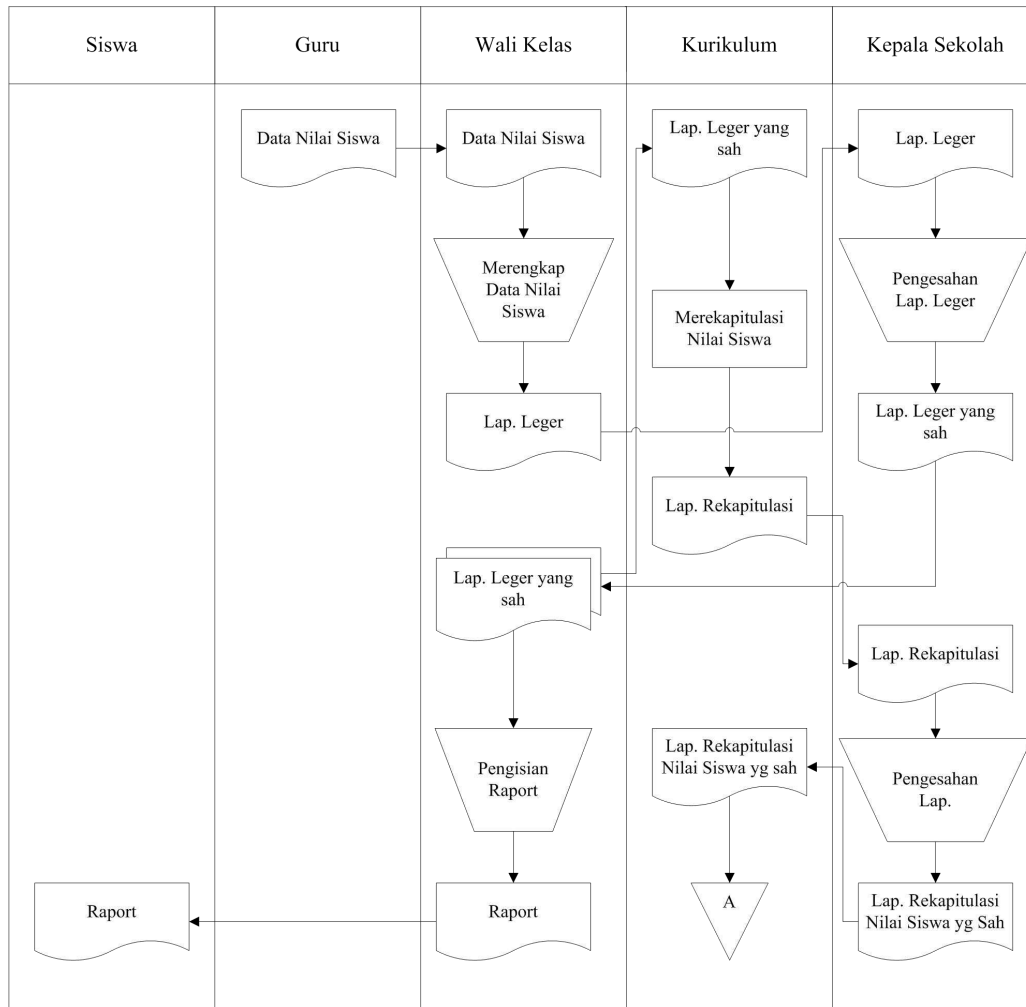 Siswa
Guru
Wali Kelas
Kurikulum
Kepala Sekolah
Data Nilai Siswa
Data Nilai Siswa
Lap. Leger yang
sah
Lap. Leger
Merengkap
Data Nilai
Siswa
Pengesahan
Lap. Leger
Merekapitulasi
Nilai Siswa
Lap. Leger
Lap. Leger yang
sah
Lap. Rekapitulasi
Lap. Leger yang
sah
Lap. Rekapitulasi
Pengisian
Raport
Lap. Rekapitulasi
Nilai Siswa yg sah
Pengesahan
Lap.
Raport
Raport
A
Lap. Rekapitulasi
Nilai Siswa yg Sah